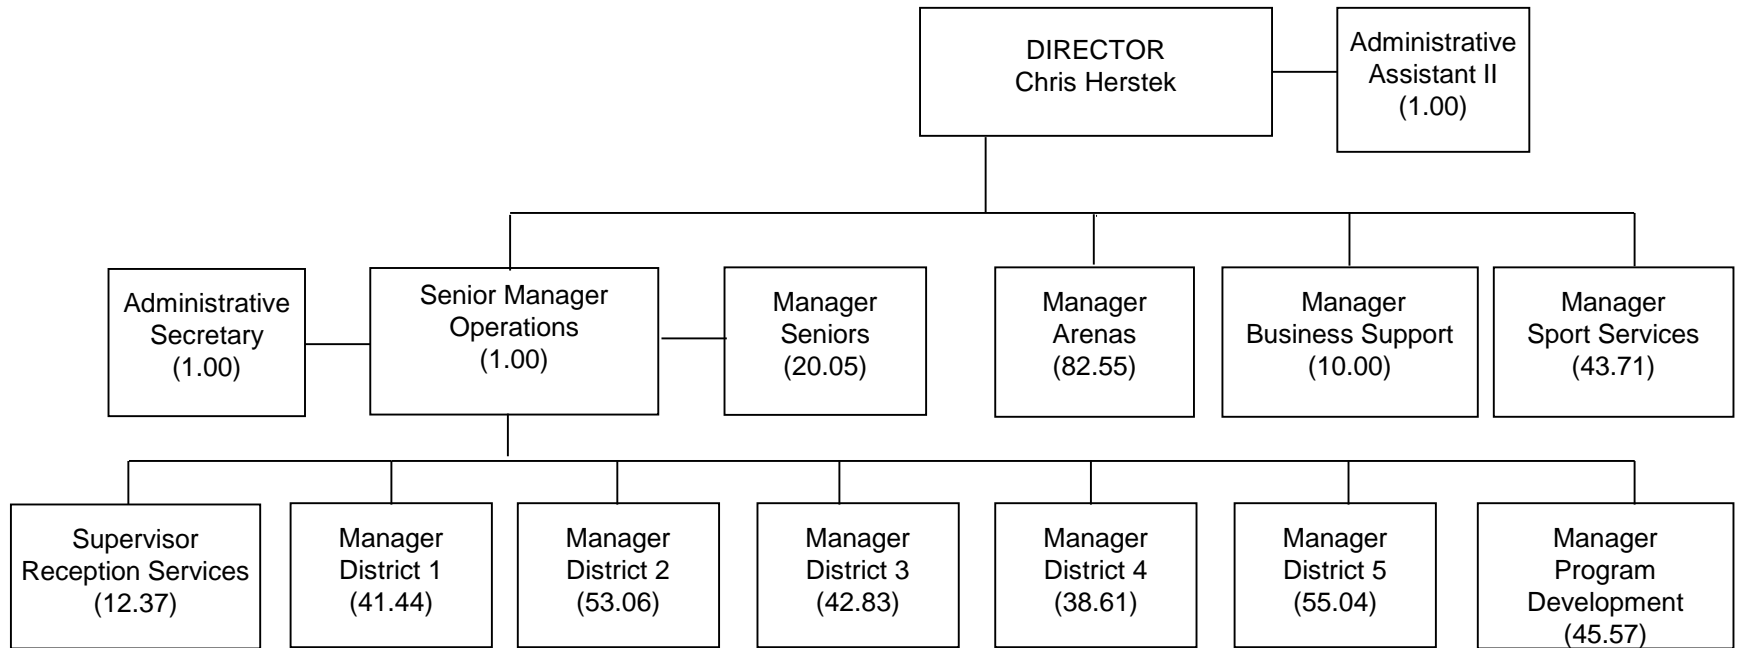 DIRECTOR
Chris Herstek
Administrative
Assistant II
(1.00)
Administrative
Secretary
(1.00)
Senior Manager
Operations
(1.00)
Manager
Seniors
(20.05)
Manager
Arenas
(82.55)
Manager
Business Support
(10.00)
Manager
Sport Services
(43.71)
Supervisor
Reception Services
(12.37)
Manager
District 1
(41.44)
Manager
District 2
(53.06)
Manager
District 3
(42.83)
Manager
District 4
(38.61)
Manager
District 5
(55.04)
Manager
Program
Development
(45.57)